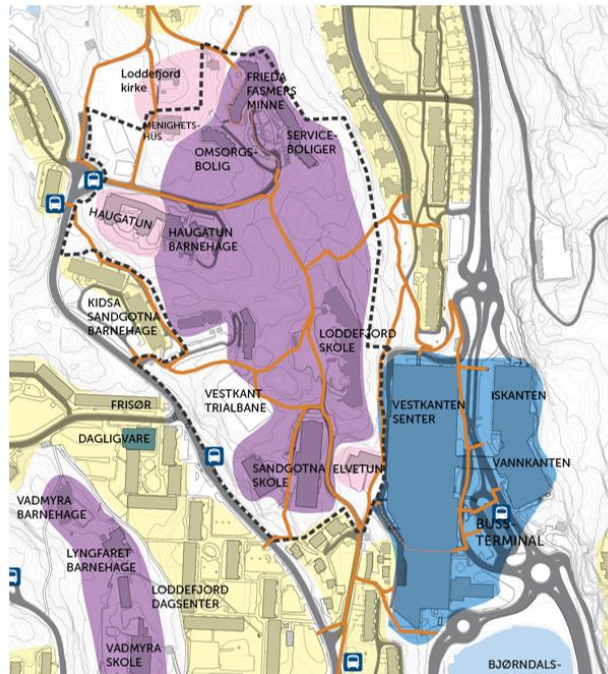 Loddefjord
kirke
FRIEDA
FASMERS
MINNE
MENIGHETS-
HUS
SERVICE-
BOLIGER
OMSORGS-
BOLIG
HAUGATUN
HAUGATUN
BARNEHAGE
KIDSA
SANDGOTNA
BARNEHAGE
LODDEFJORD
SKOLE
VESTKANT
TRIALBANE
VESTKANTEN
SENTER
ISKANTEN
FRISØR
DAGLIGVARE
VANNKANTEN
SANDGOTNA
SKOLE
ELVETUN
VADMYRA
BARNEHAGE
BUSS-
TERMINAL
LYNGFARET
BARNEHAGE
LODDEFJORD
DAGSENTER
VADMYRA
SKOLE
BJØRNDALS-